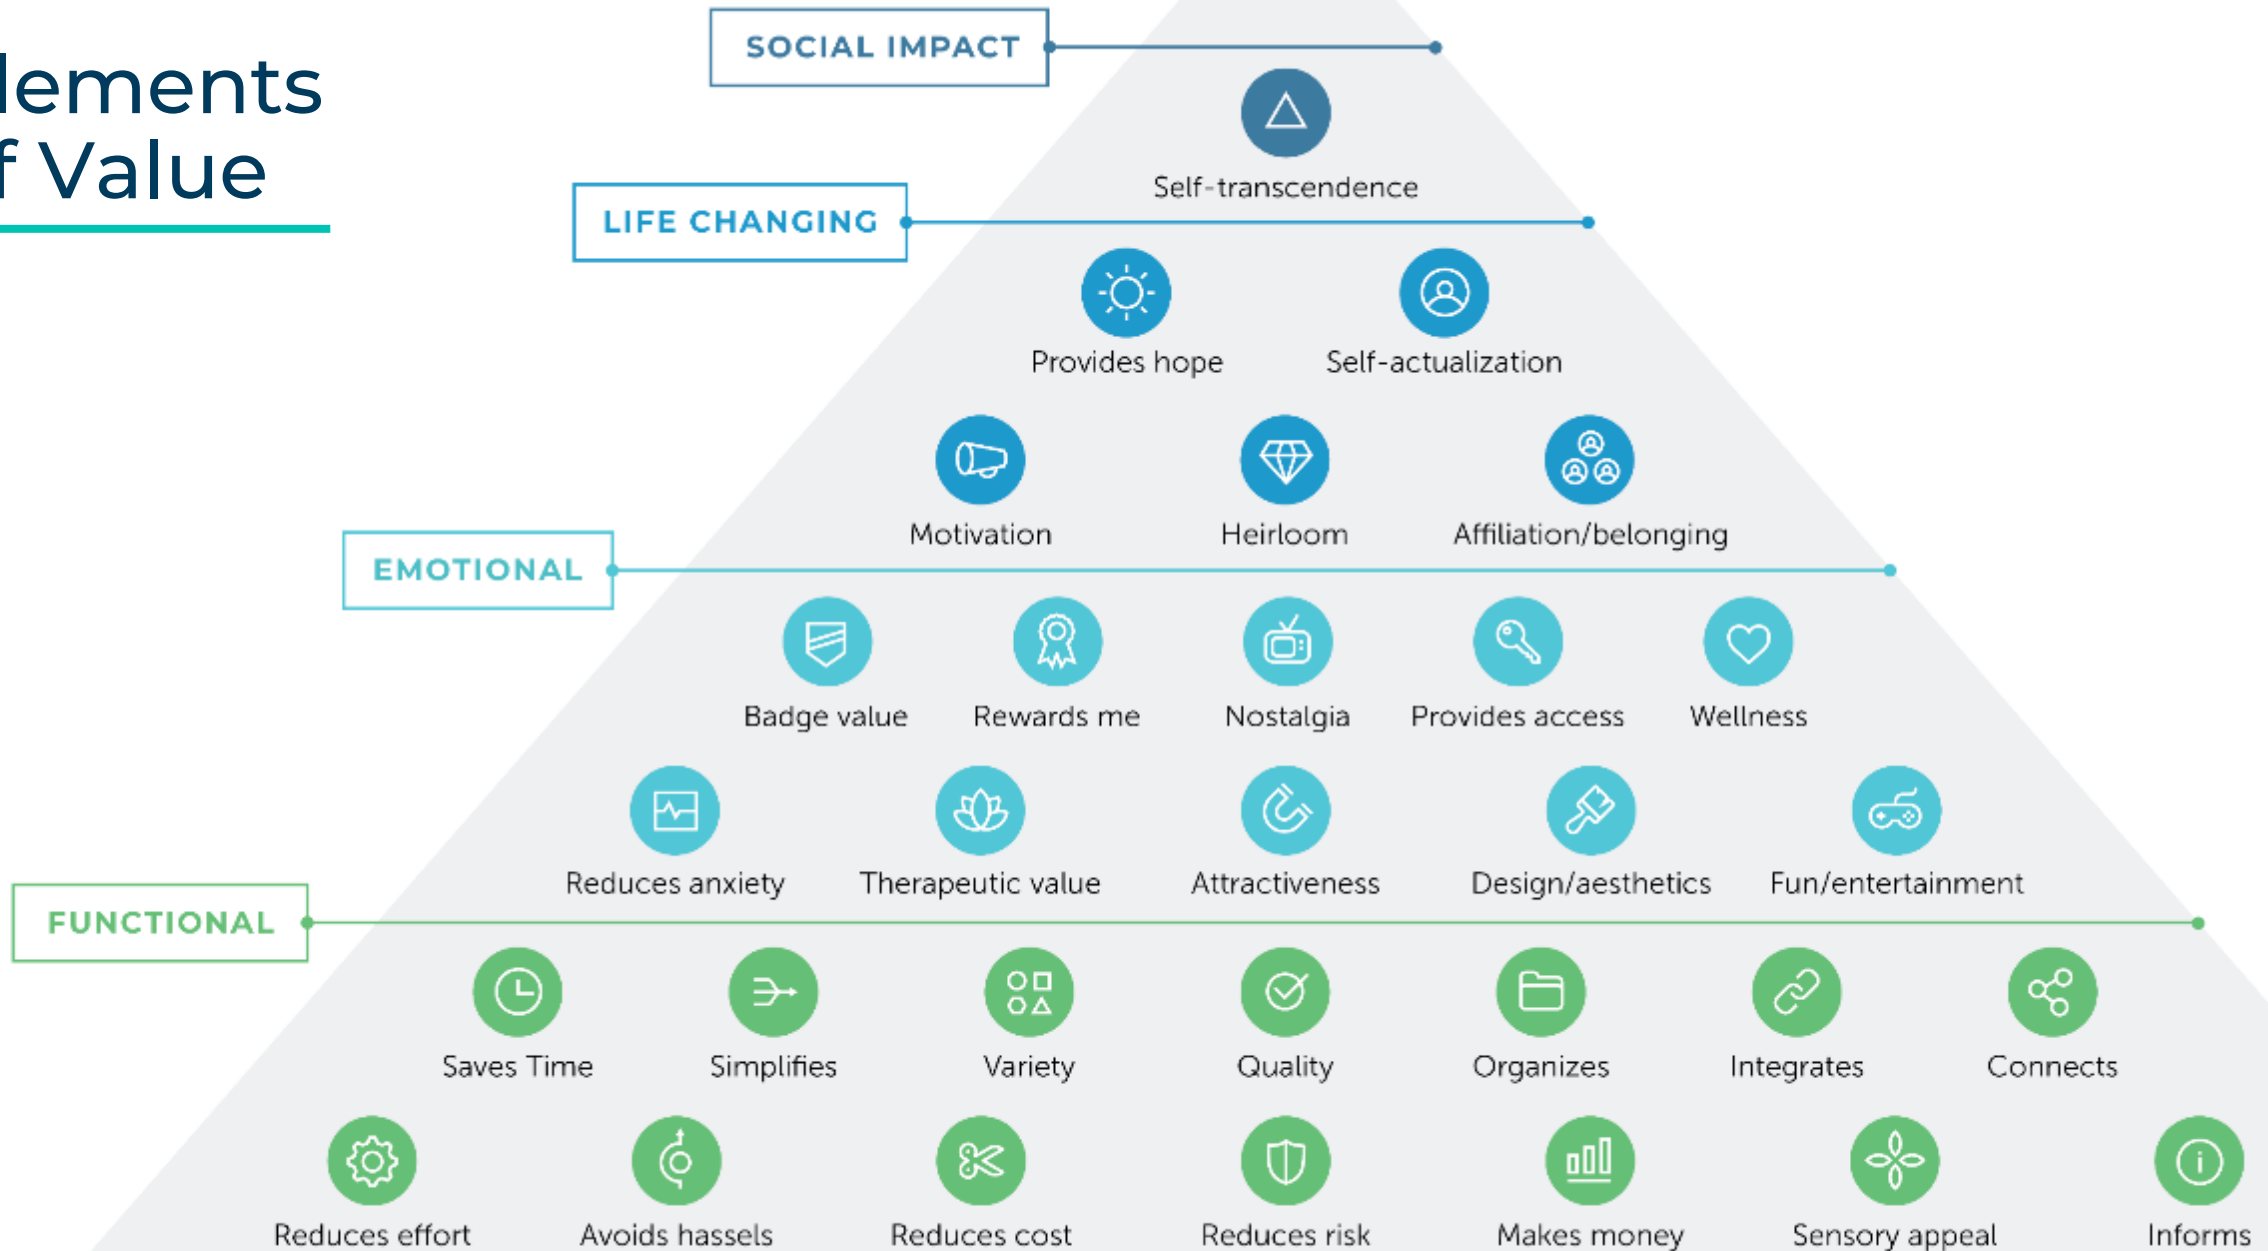 lements
f Value
SOCIAL IMPACT
Self-transcendence
LIFE CHANGING
Provides hope Self-actualization
Motivation Heirloom Affiliation/belonging
EMOTIONAL
Badge value Rewards me Nostalgia Provides access Wellness
Reduces anxiety Therapeutic value Attractiveness Design/aesthetics Fun/entertainment
FUNCTIONAL
Saves Time Simplifies Variety Quality Organizes Integrates Connects
Reduces effort Avoids hassels Reduces cost Reduces risk Makes money Sensory appeal Informs